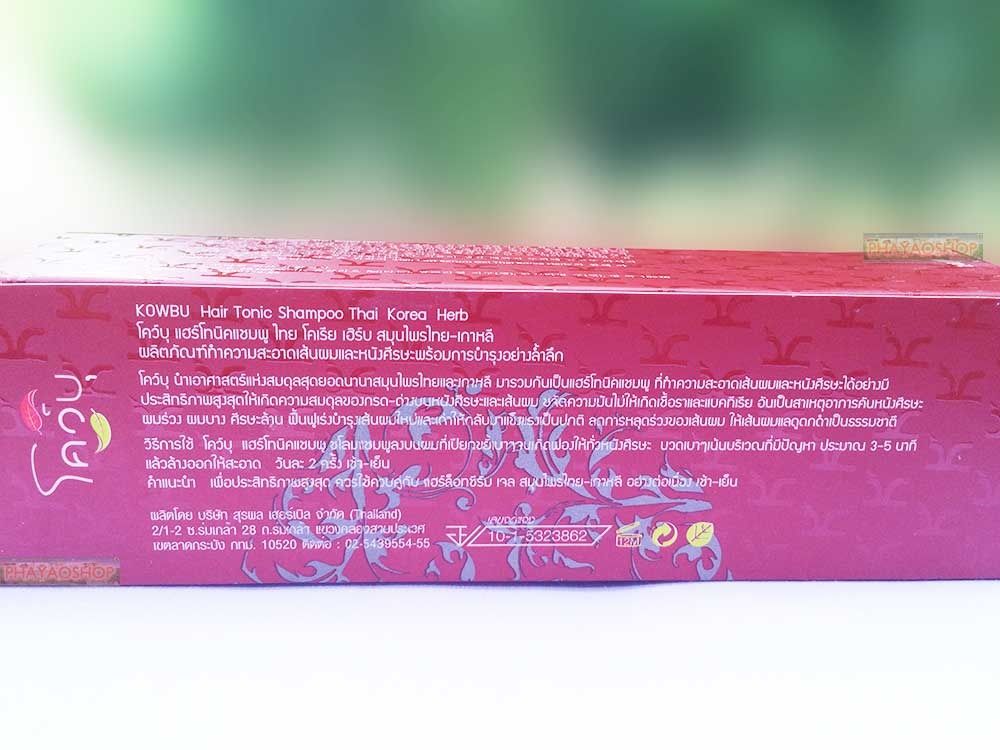 PHAYAOSHOP
KOWBU Hair Tonic Shampoo Thai Korea Herb
โคว์บุ แฮร์โทนิคแชมพู ไทย โคเรีย เฮิร์บ สมุนไพรไทย-เกาหลี
ผลิตภัณฑ์ทำความสะอาดเส้นผมและหนังศีรษะพร้อมการบำรุงอย่างล้ำลึก
โคว์บุ นำเอาศาสตร์แห่งสมดุลสุดยอดนานาสมุนไพรไทยและเกาหลี มารวมกันเป็นแฮร์โทนิคแชมพู ที่ทำความสะอาดเส้นผมและหนังศีรษะได้อย่างมี
ประสิทธิภาพสูงสุดให้เกิดความสมดุลของกรด-ด่างบนหนังศีรษะและเส้นผม ขจัดความมันไม่ให้เกิดเชื้อราและแบคทีเรีย อันเป็นสาเหตุอาการคันหนังศีรษะ
ผมร่วง ผมบาง ศีรษะล้าน ฟื้นฟูเร่งบำรุงเส้นผมใหม่และเก่าให้กลับมาแข็งแรงเป็นปกติ ลดการหลุดร่วงของเส้นผม ให้เส้นผมแลดูดกดำเป็นธรรมชาติ
วิธีการใช้ โคว์บุ แฮร์โทนิคแชมพู ชโลมแชมพูลงบนผมที่เปียกขยี้เบาๆจนเกิดฟองให้ทั่วหนังศีรษะ นวดเบาๆเน้นบริเวณที่มีปัญหา ประมาณ 3-5 นาที
แล้วล้างออกให้สะอาด วันละ 2 ครั้ง เช้า-เย็น
คำแนะนำ เพื่อประสิทธิภาพสูงสุด ควรใช้ควบคู่กับ แฮร์ล็อกซีรั่ม เจล สมุนไพรไทย-เกาหลี อย่างต่อเนื่อง เช้า-เย็น
ผลิตโดย บริษัท สุรพล เฮอร์เบิล จำกัด (Thailand)
2/1-2 ซ.ร่มเกล้า 28 ถ.ร่มเกล้า แขวงคลองสามประเวศ
เขตลาดกระบัง กทม. 10520 ติดต่อ : 02-5439554-55
เลขที่จดแจ้ง
10-1-5323862
12M
โคว์บุ
PHAYAOSHOP